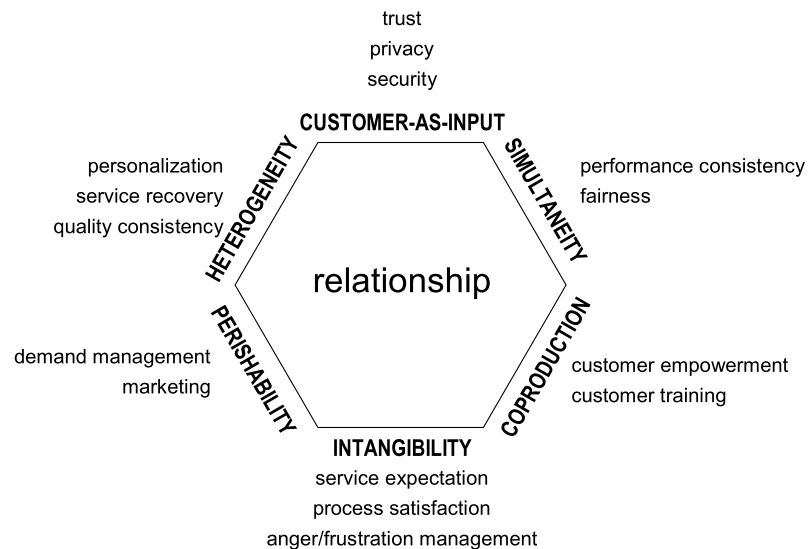 trust
privacy
security
CUSTOMER-AS-INPUT
HETEROGENEITY
personalization
service recovery
quality consistency
SIMULTANEITY
performance consistency
fairness
relationship
PERISHABILITY
demand management
marketing
COPRODUCTION
customer empowerment
customer training
INTANGIBILITY
service expectation
process satisfaction
anger/frustration management